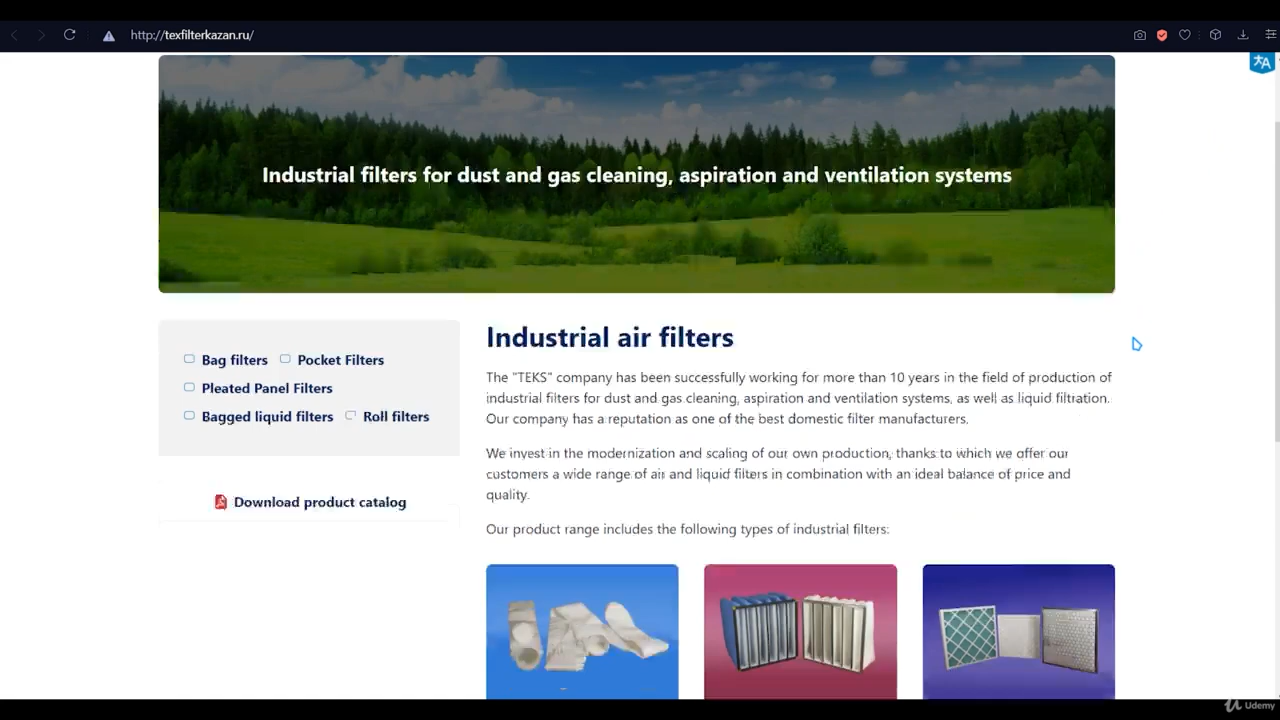 http://texfilterkazan.ru/
Industrial filters for dust and gas cleaning, aspiration and ventilation systems
Bag filters Pocket Filters
Pleated Panel Filters
Bagged liquid filters Roll filters
Download product catalog
Industrial air filters
The "TEKS" company has been successfully working for more than 10 years in the field of production of
industrial filters for dust and gas cleaning, aspiration and ventilation systems, as well as liquid filtration.
Our company has a reputation as one of the best domestic filter manufacturers.
We invest in the modernization and scaling of our own production, thanks to which we offer our
customers a wide range of air and liquid filters in combination with an ideal balance of price and
quality.
Our product range includes the following types of industrial filters:
Udemy